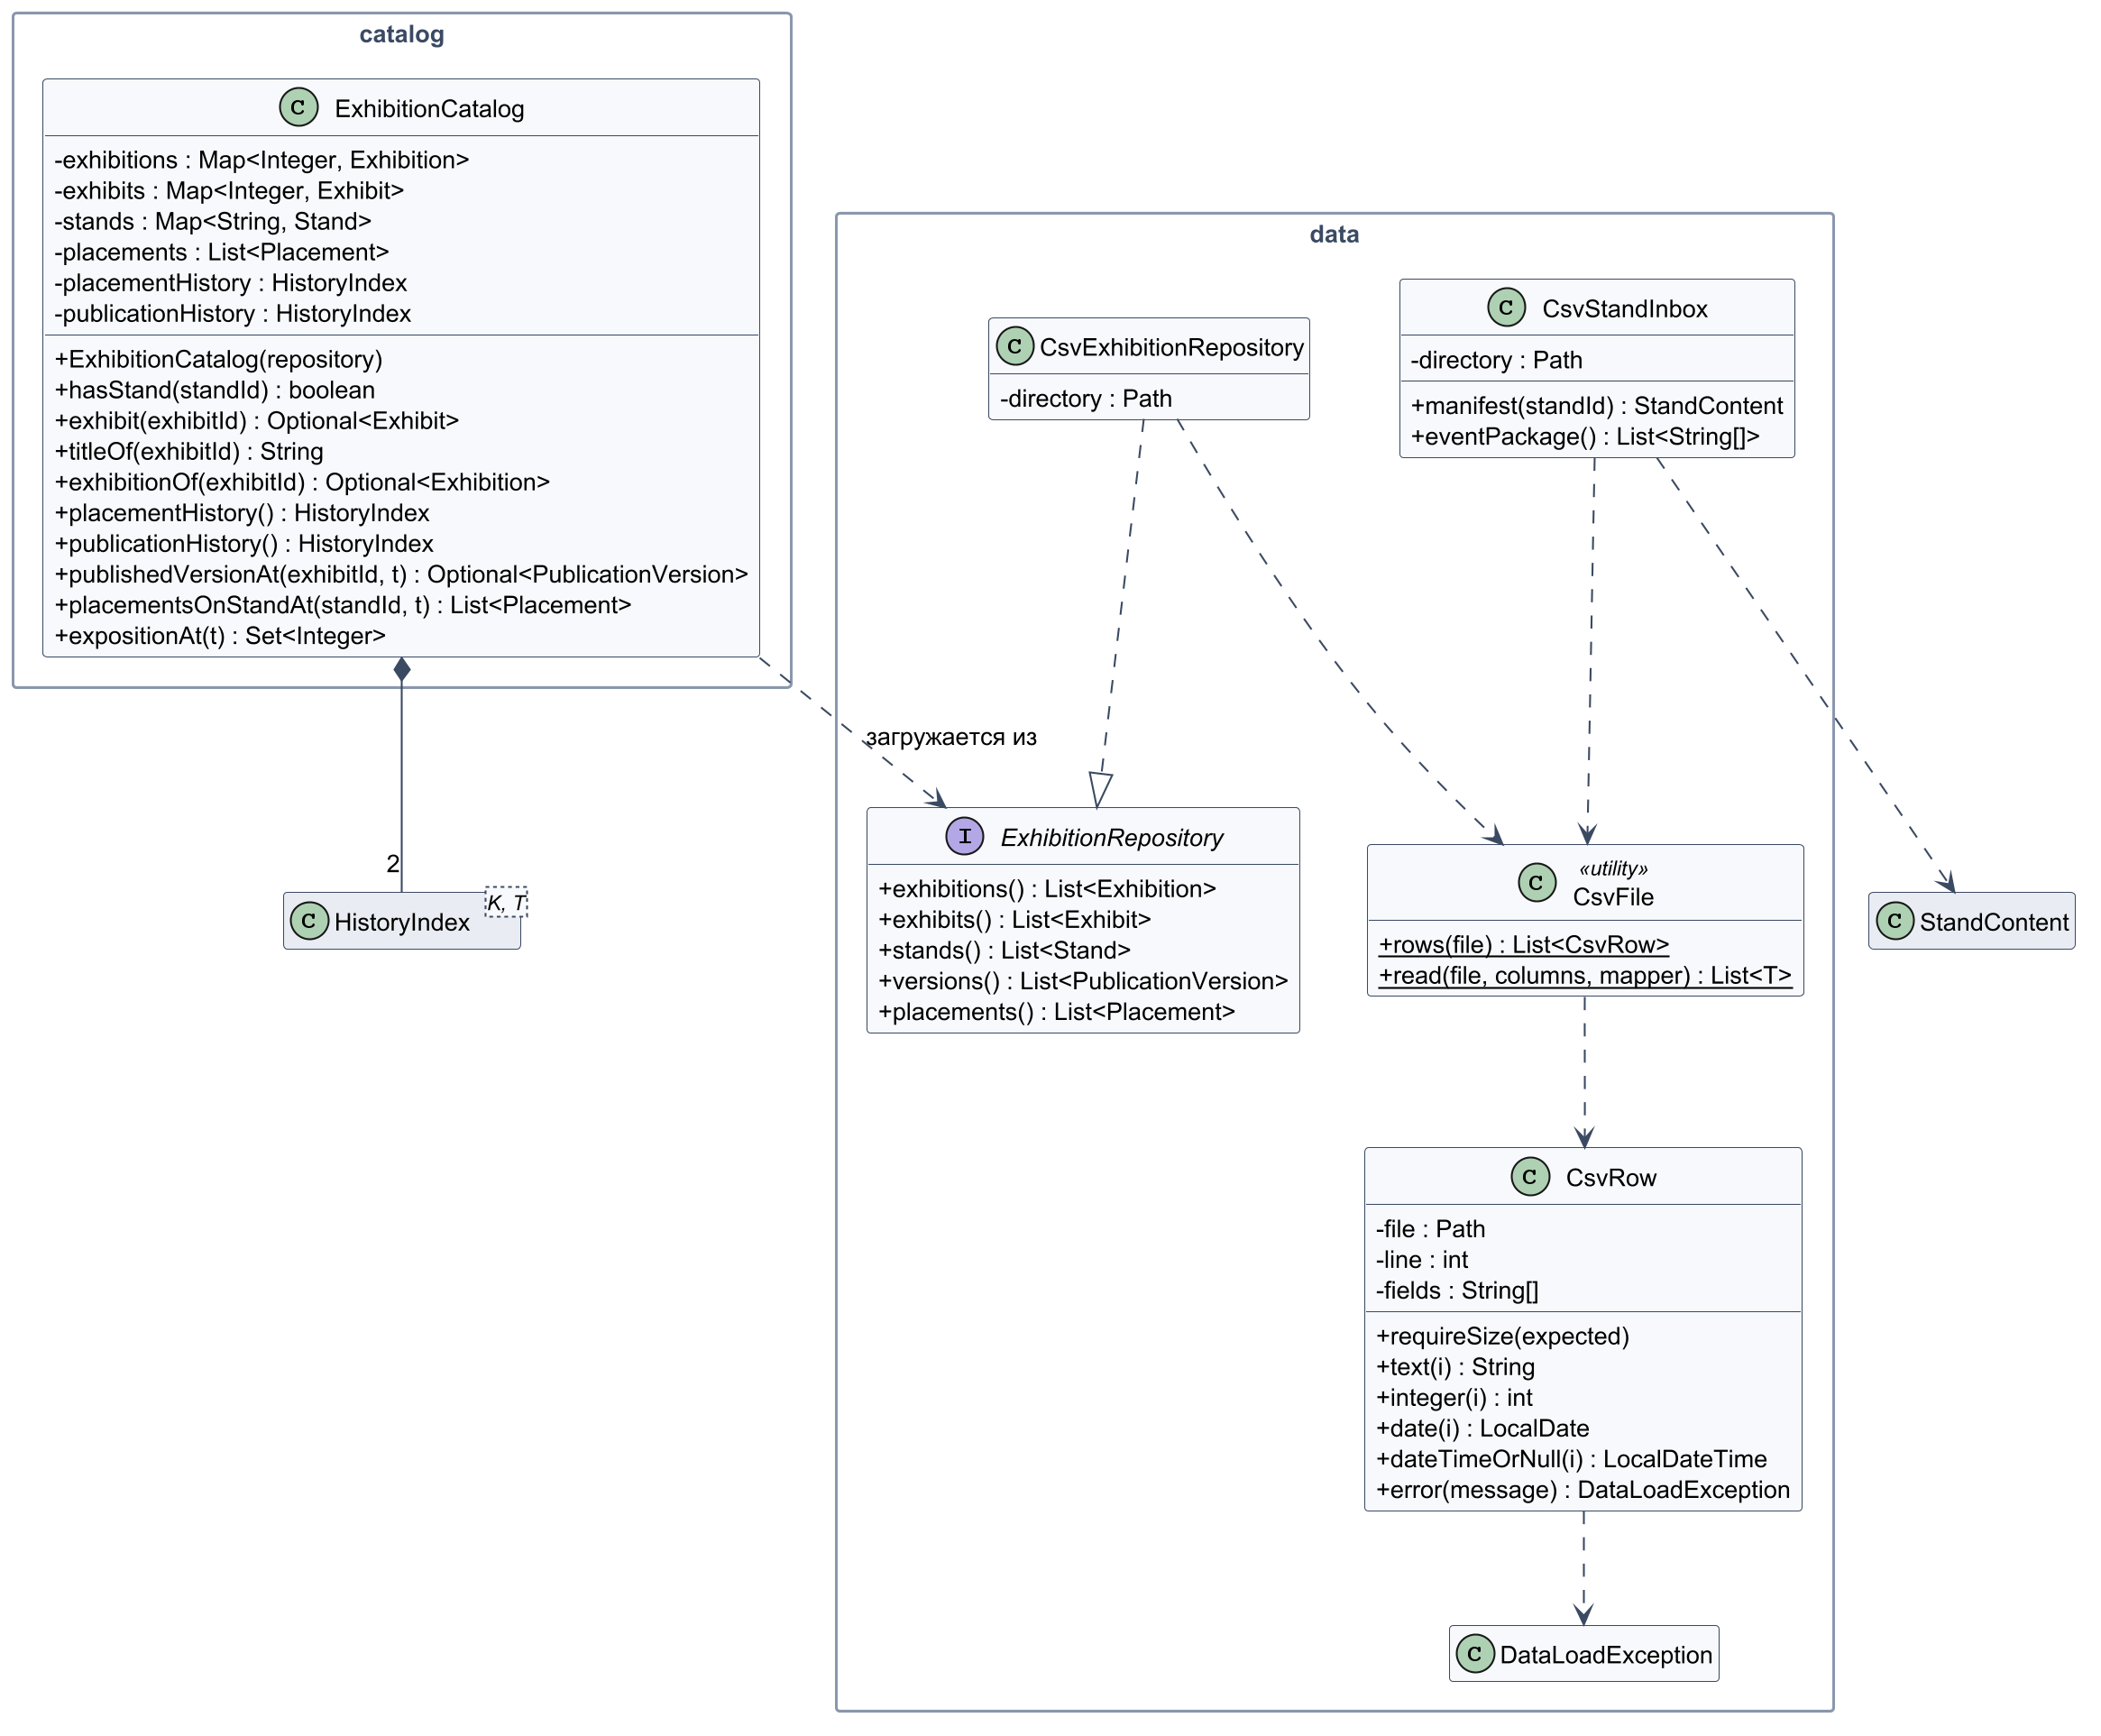 catalog
C ExhibitionCatalog
-exhibitions : Map<Integer, Exhibition>
-exhibits : Map<Integer, Exhibit>
-stands : Map<String, Stand>
-placements : List<Placement>
-placementHistory : HistoryIndex
-publicationHistory : HistoryIndex
+ExhibitionCatalog(repository)
+hasStand(standId) : boolean
+exhibit(exhibitId) : Optional<Exhibit>
+titleOf(exhibitId) : String
+exhibitionOf(exhibitId) : Optional<Exhibition>
+placementHistory() : HistoryIndex
+publicationHistory() : HistoryIndex
+publishedVersionAt(exhibitId, t) : Optional<PublicationVersion>
+placementsOnStandAt(standId, t) : List<Placement>
+expositionAt(t) : Set<Integer>
data
C CsvExhibitionRepository
-directory : Path
C CsvStandInbox
-directory : Path
+manifest(standId) : StandContent
+eventPackage() : List<String[]>
загружается из
2
C HistoryIndex
K, T
I ExhibitionRepository
+exhibitions() : List<Exhibition>
+exhibits() : List<Exhibit>
+stands() : List<Stand>
+versions() : List<PublicationVersion>
+placements() : List<Placement>
«utility»
C CsvFile
+rows(file) : List<CsvRow>
+read(file, columns, mapper) : List<T>
C StandContent
C CsvRow
-file : Path
-line : int
-fields : String[]
+requireSize(expected)
+text(i) : String
+integer(i) : int
+date(i) : LocalDate
+dateTimeOrNull(i) : LocalDateTime
+error(message) : DataLoadException
C DataLoadException